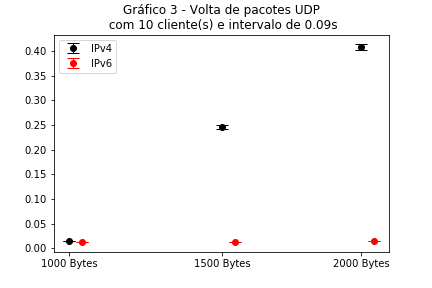 Gráfico 3 - Volta de pacotes UDP
com 10 cliente(s) e intervalo de 0.09s
IPv4
IPv6
0.40
0.35
0.30
0.25
0.20
0.15
0.10
0.05
0.00
1000 Bytes
1500 Bytes
2000 Bytes